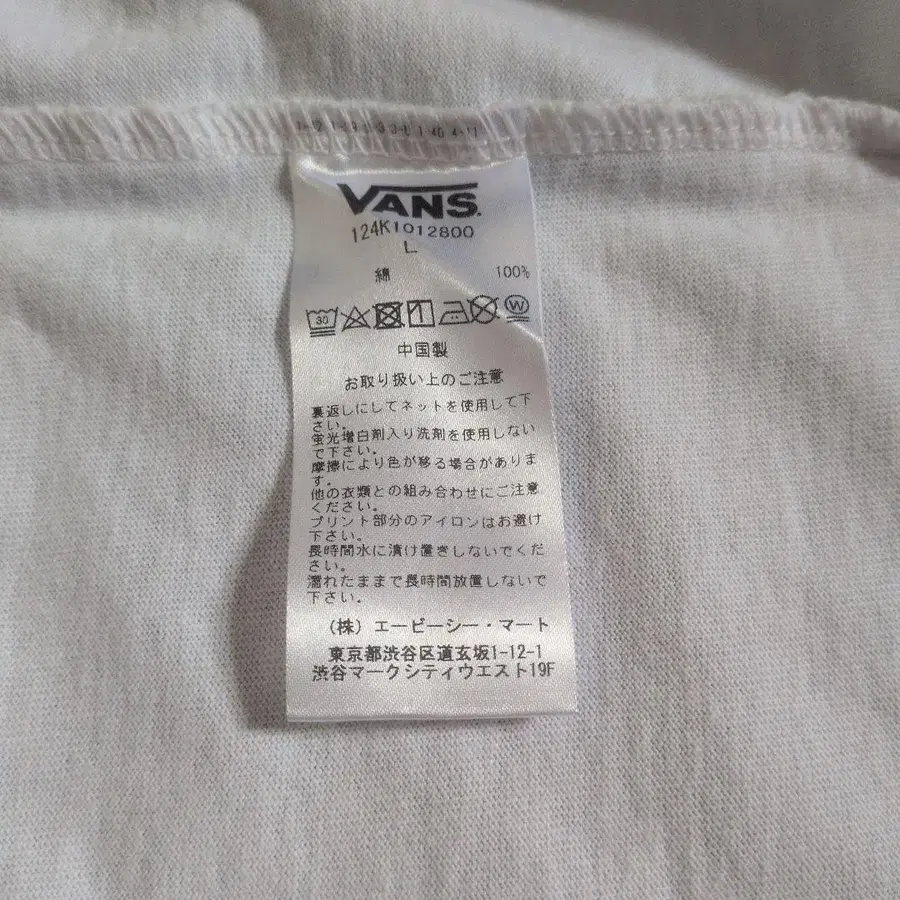 VANS
124K1012800
L
綿 100%
30 W
中国製
お取り扱い上のご注意
裏返しにしてネットを使用して下
さい。
蛍光増白剤入り洗剤を使用しない
で下さい。
摩擦により色が移る場合がありま
す。
他の衣類との組み合わせにご注意
ください。
プリント部分のアイロンはお避け
下さい。
長時間水に漬け置きしないでくだ
さい。
濡れたままで長時間放置しないで
下さい。
(株) エービーシー・マート
東京都渋谷区道玄坂1-12-1
渋谷マークシティウエスト19F